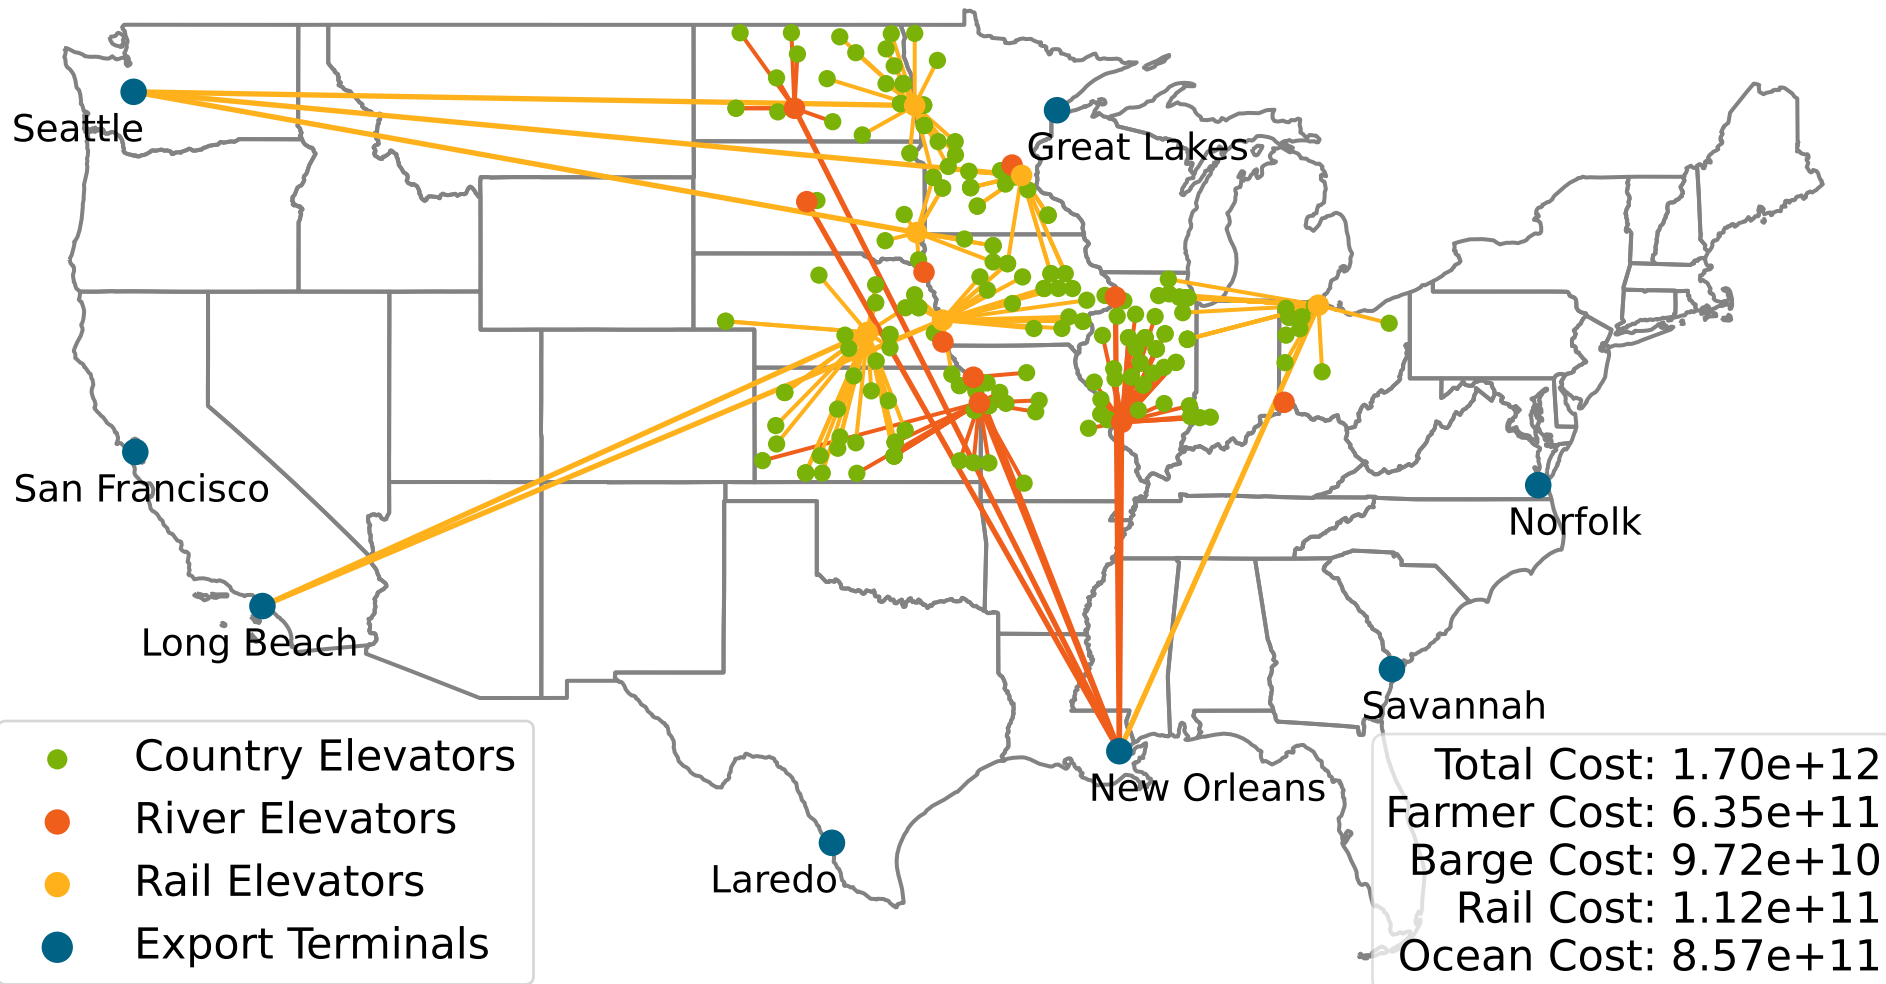 Seattle
Great Lakes
San Francisco
Norfolk
Long Beach
Savannah
New Orleans
Laredo
Country Elevators
River Elevators
Rail Elevators
Export Terminals
Total Cost: 1.70e+12
Farmer Cost: 6.35e+11
Barge Cost: 9.72e+10
Rail Cost: 1.12e+11
Ocean Cost: 8.57e+11